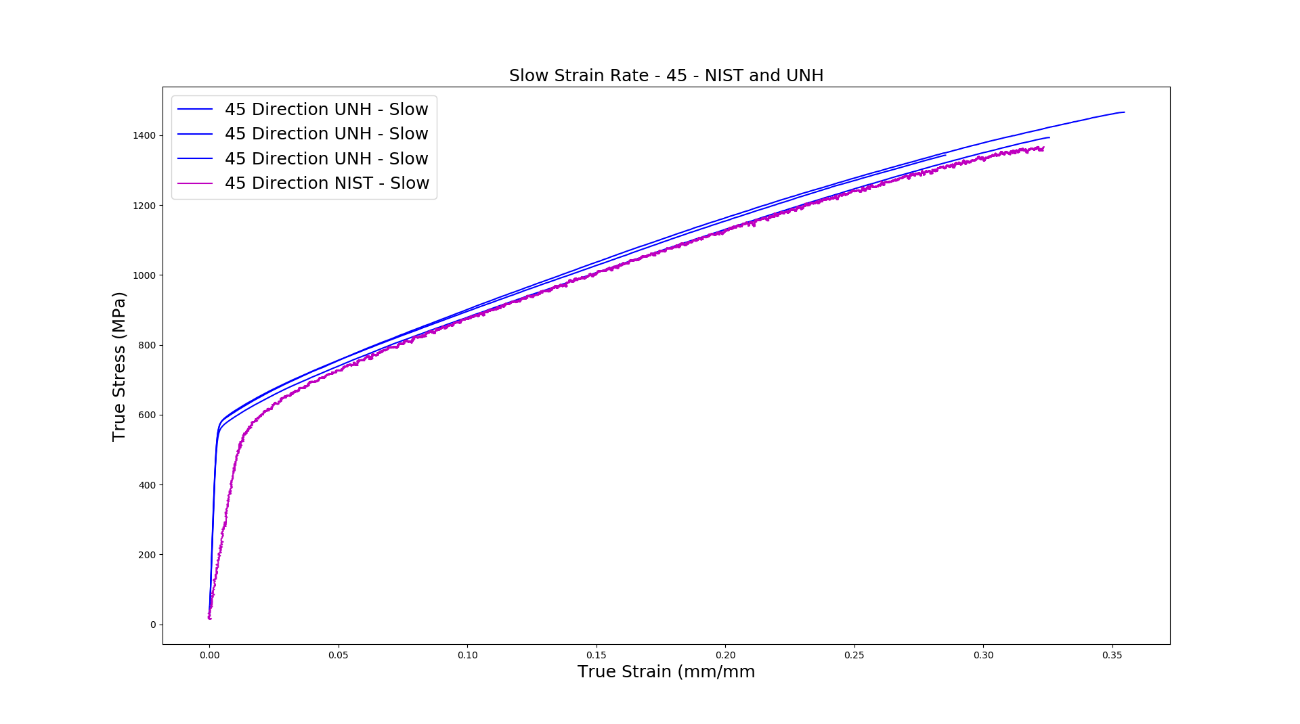 Slow Strain Rate - 45 - NIST and UNH
45 Direction UNH - Slow
45 Direction UNH - Slow
45 Direction UNH - Slow
45 Direction NIST - Slow
True Stress (MPa)
1400
1200
1000
800
600
400
200
0
0.00 0.05 0.10 0.15 0.20 0.25 0.30 0.35
True Strain (mm/mm